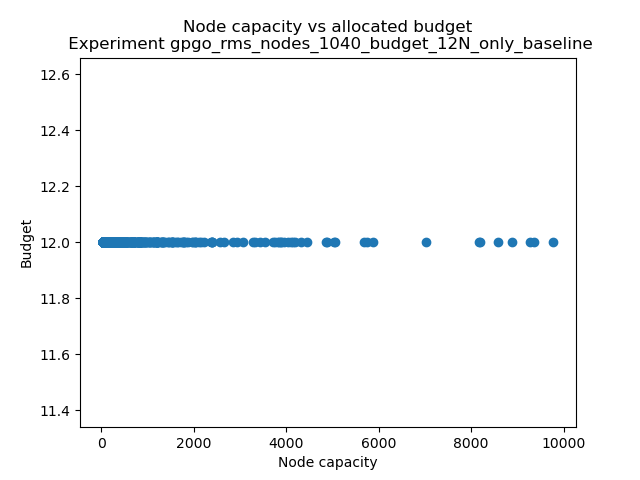 Node capacity vs allocated budget
Experiment gpgo_rms_nodes_1040_budget_12N_only_baseline
12.6
12.4
12.2
12.0
11.8
11.6
11.4
Budget
0 2000 4000 6000 8000 10000
Node capacity